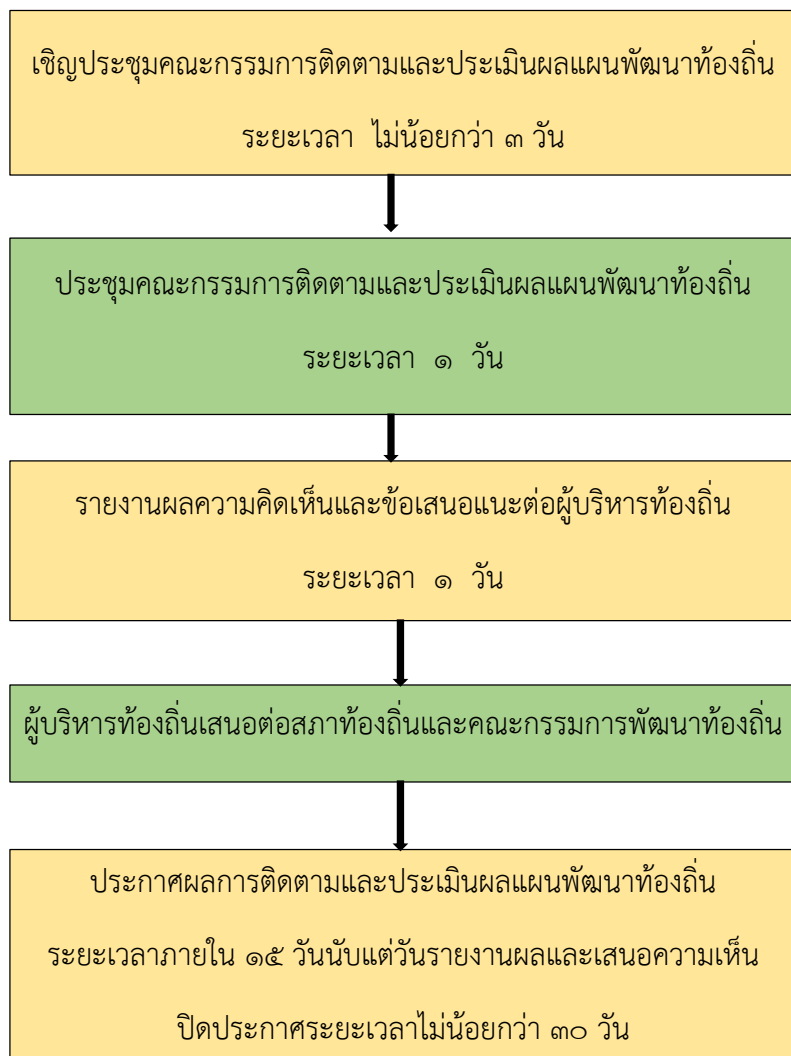 เชิญประชุมคณะกรรมการติดตามและประเมินผลแผนพัฒนาท้องถิ่น
ระยะเวลา ไม่น้อยกว่า ๓ วัน
ประชุมคณะกรรมการติดตามและประเมินผลแผนพัฒนาท้องถิ่น
ระยะเวลา ๑ วัน
รายงานผลความคิดเห็นและข้อเสนอแนะต่อผู้บริหารท้องถิ่น
ระยะเวลา ๑ วัน
ผู้บริหารท้องถิ่นเสนอต่อสภาท้องถิ่นและคณะกรรมการพัฒนาท้องถิ่น
ประกาศผลการติดตามและประเมินผลแผนพัฒนาท้องถิ่น
ระยะเวลาภายใน ๑๕ วันนับแต่วันรายงานผลและเสนอความเห็น
ปิดประกาศระยะเวลาไม่น้อยกว่า ๓๐ วัน